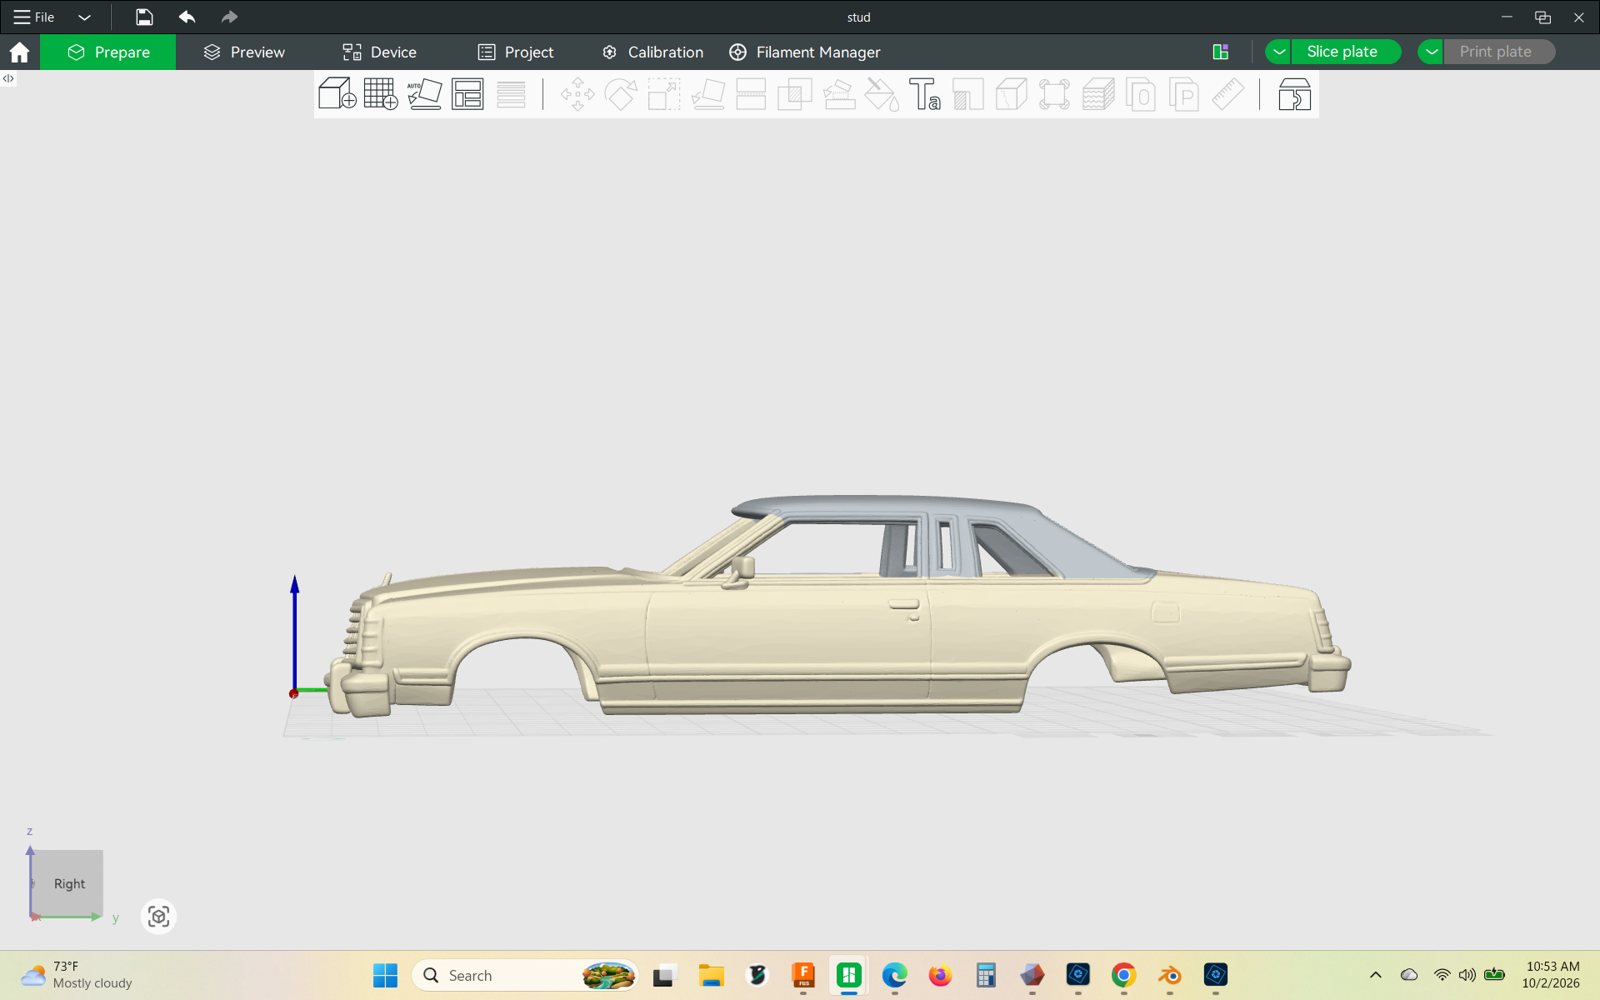 File
stud
Prepare
Preview
Device
Project
Calibration
Filament Manager
Slice plate
Print plate
AUTO
Ta
O
P
z
Right
y
73°F
Mostly cloudy
Search
F
10:53 AM
10/2/2026